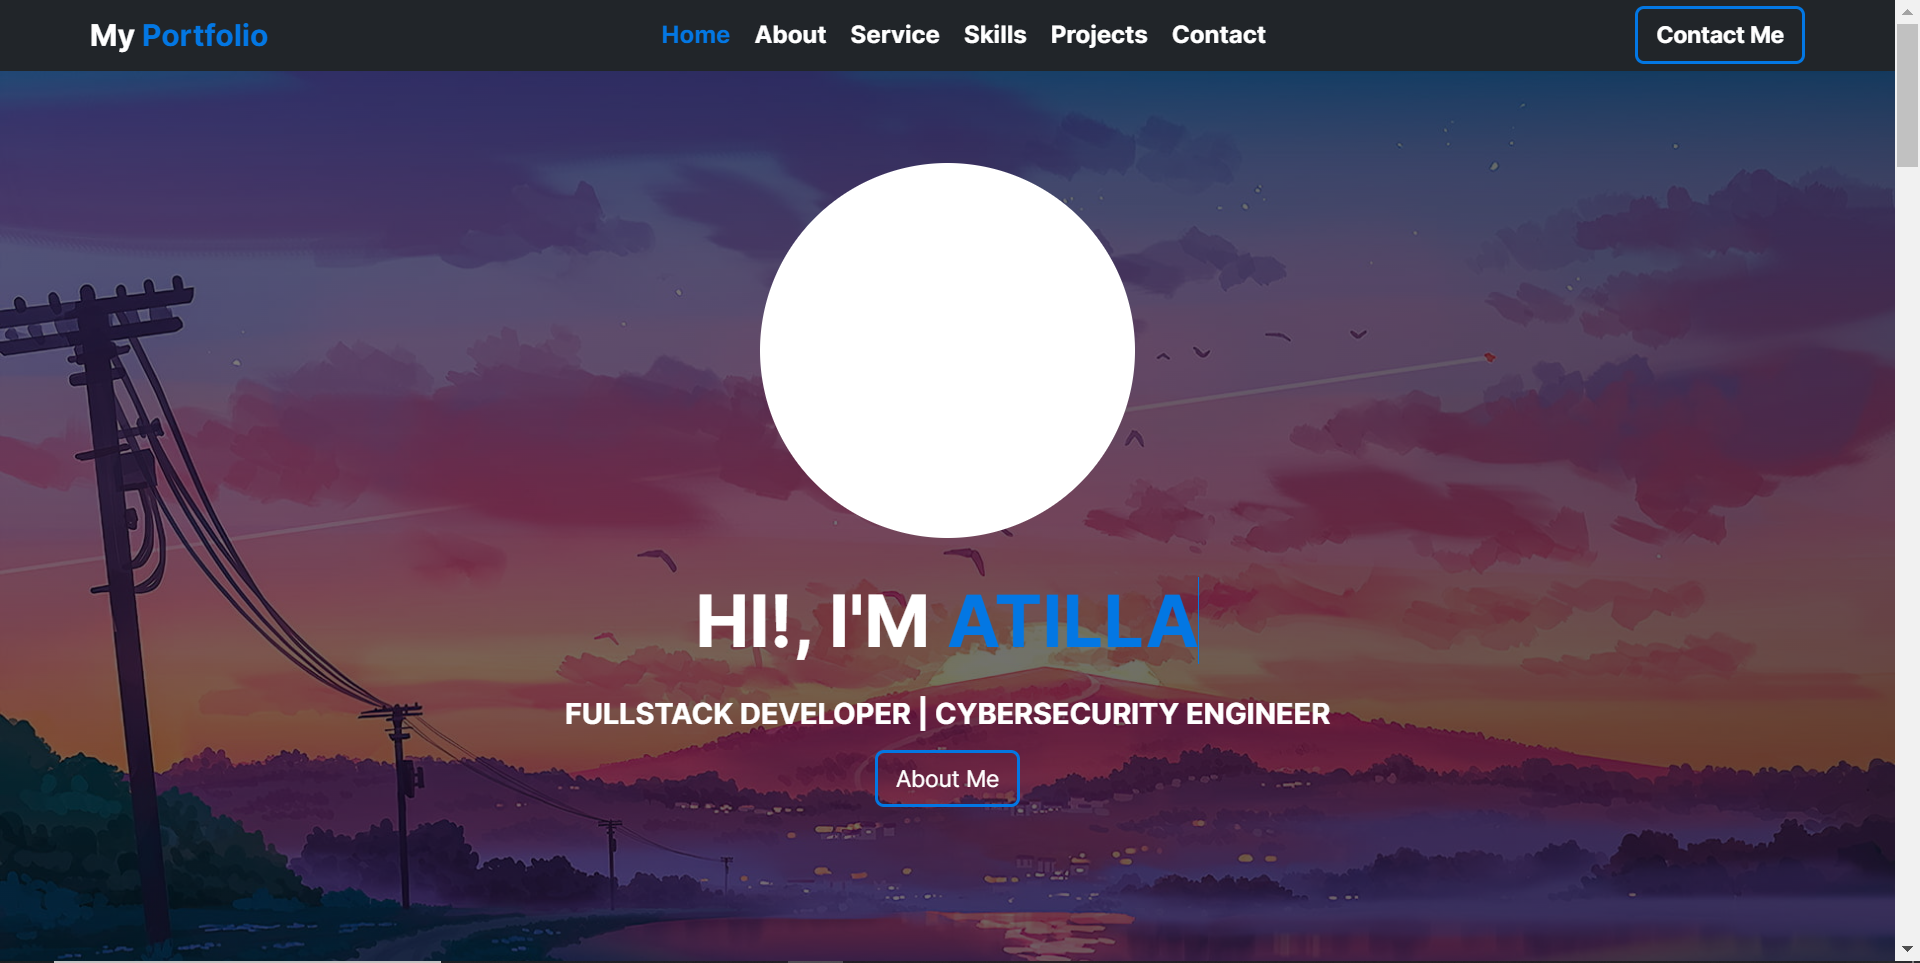 My Portfolio
Home About Service Skills Projects Contact
Contact Me
HI!, I'M ATILLA
FULLSTACK DEVELOPER | CYBERSECURITY ENGINEER
About Me